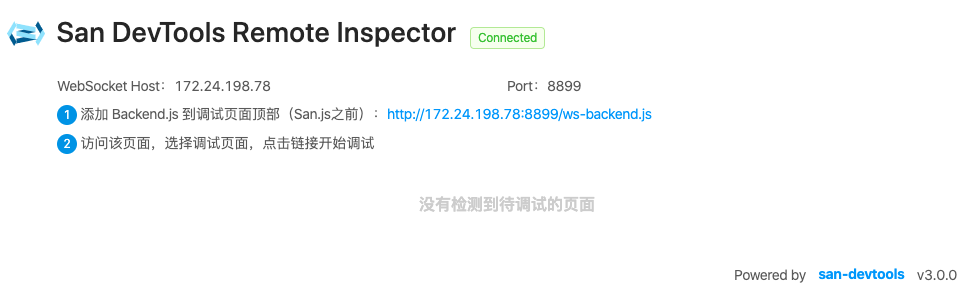 San DevTools Remote Inspector Connected
WebSocket Host：172.24.198.78 Port：8899
1 添加 Backend.js 到调试页面顶部（San.js之前）：http://172.24.198.78:8899/ws-backend.js
2 访问该页面，选择调试页面，点击链接开始调试
没有检测到待调试的页面
Powered by san-devtools v3.0.0